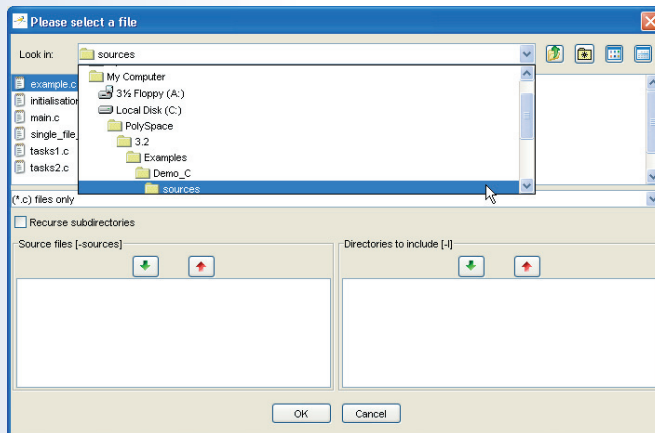 Please select a file
Look in: sources
My Computer
3½ Floppy (A:)
Local Disk (C:)
PolySpace
3.2
Examples
Demo_C
sources
example.c
initialisation
main.c
single_file_
tasks1.c
tasks2.c
(*.c) files only
Recurse subdirectories
Source files [-sources]
Directories to include [-I]
OK Cancel